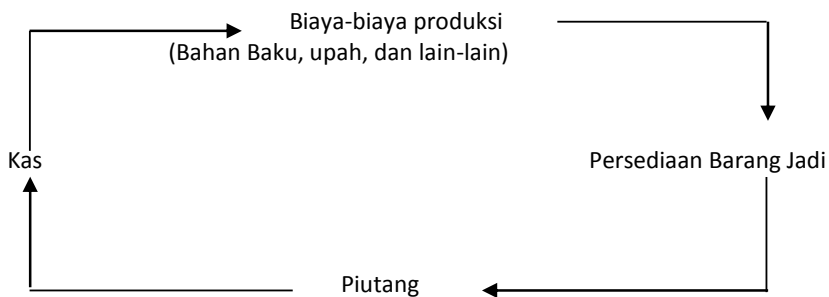 Biaya-biaya produksi
(Bahan Baku, upah, dan lain-lain)
Kas
Persediaan Barang Jadi
Piutang